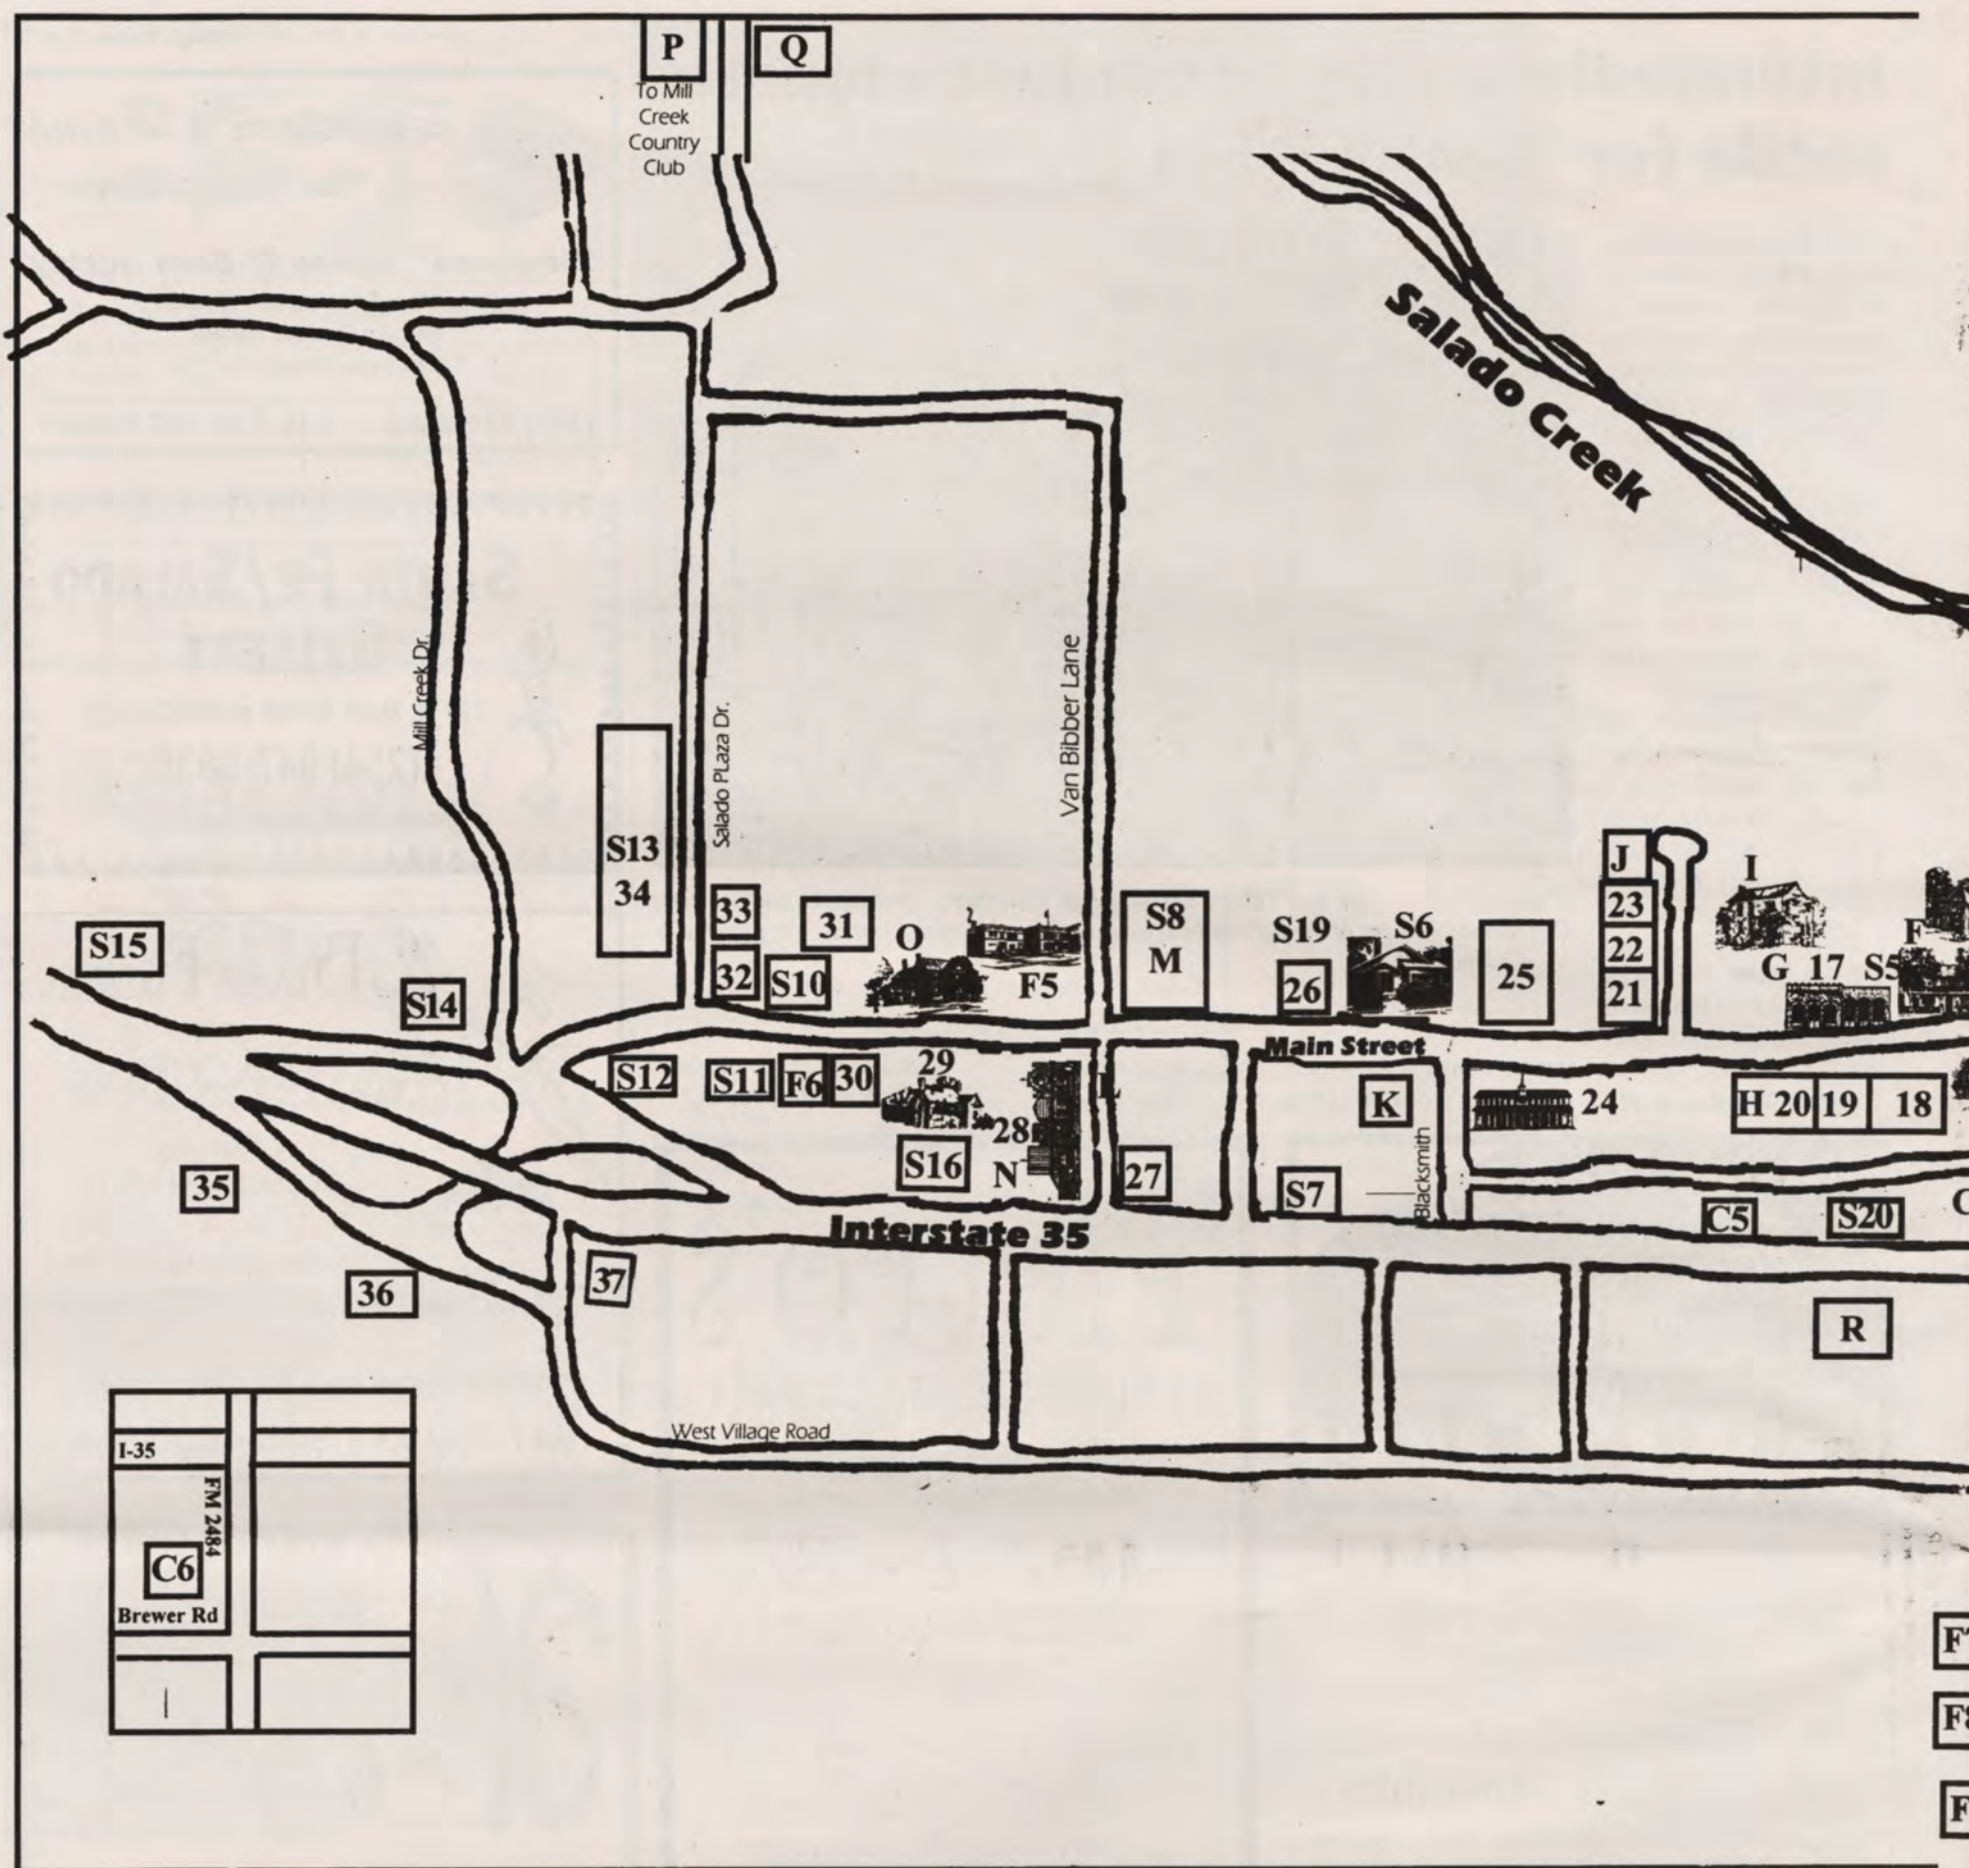 P
Q
To Mill
Creek
Country
Club
Salado Creek
Mill Creek Dr.
Salado PLaza Dr.
Van Bibber Lane
S13
34
33
32
31
S10
O
F5
S8
M
S19
26
S6
25
J
23
22
21
I
G 17 S5
F
S15
S14
Main Street
S12
S11
F6
30
29
28
S16
N
L
27
K
S7
Blacksmith
24
H 20 19 18
C5
S20
Interstate 35
35
36
37
R
West Village Road
I-35
FM 2484
C6
Brewer Rd